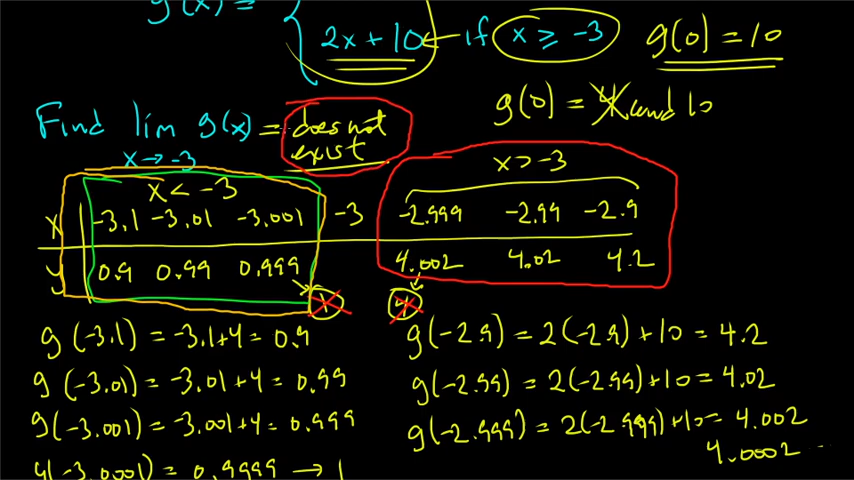 g(x) = {
2x + 10 ← if x ≥ -3 g(0) = 10
g(0) = and 10
Find lim g(x) = does not exist
x → -3
x < -3 x > -3
x -3.1 -3.01 -3.001 -3 -2.999 -2.99 -2.9
y 0.9 0.99 0.999 4.002 4.02 4.2
1 4
g(-3.1) = -3.1+4 = 0.9 g(-2.9) = 2(-2.9)+10 = 4.2
g(-3.01) = -3.01+4 = 0.99 g(-2.99) = 2(-2.99)+10 = 4.02
g(-3.001) = -3.001+4 = 0.999 g(-2.999) = 2(-2.999)+10 = 4.002
4.0002
g(-3.0001) = 0.9999 → 1